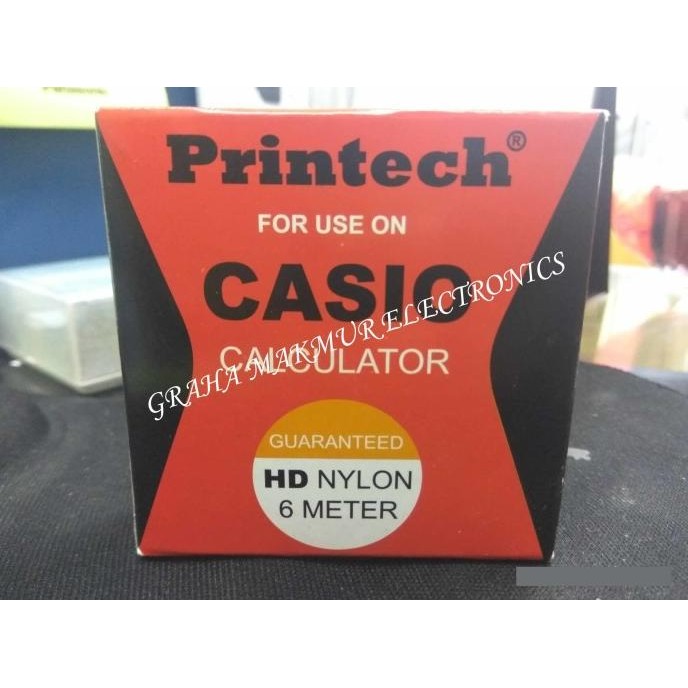 Printech®
FOR USE ON
CASIO
CALCULATOR
GRAHA MAKMUR ELECTRONICS
GUARANTEED
HD NYLON
6 METER